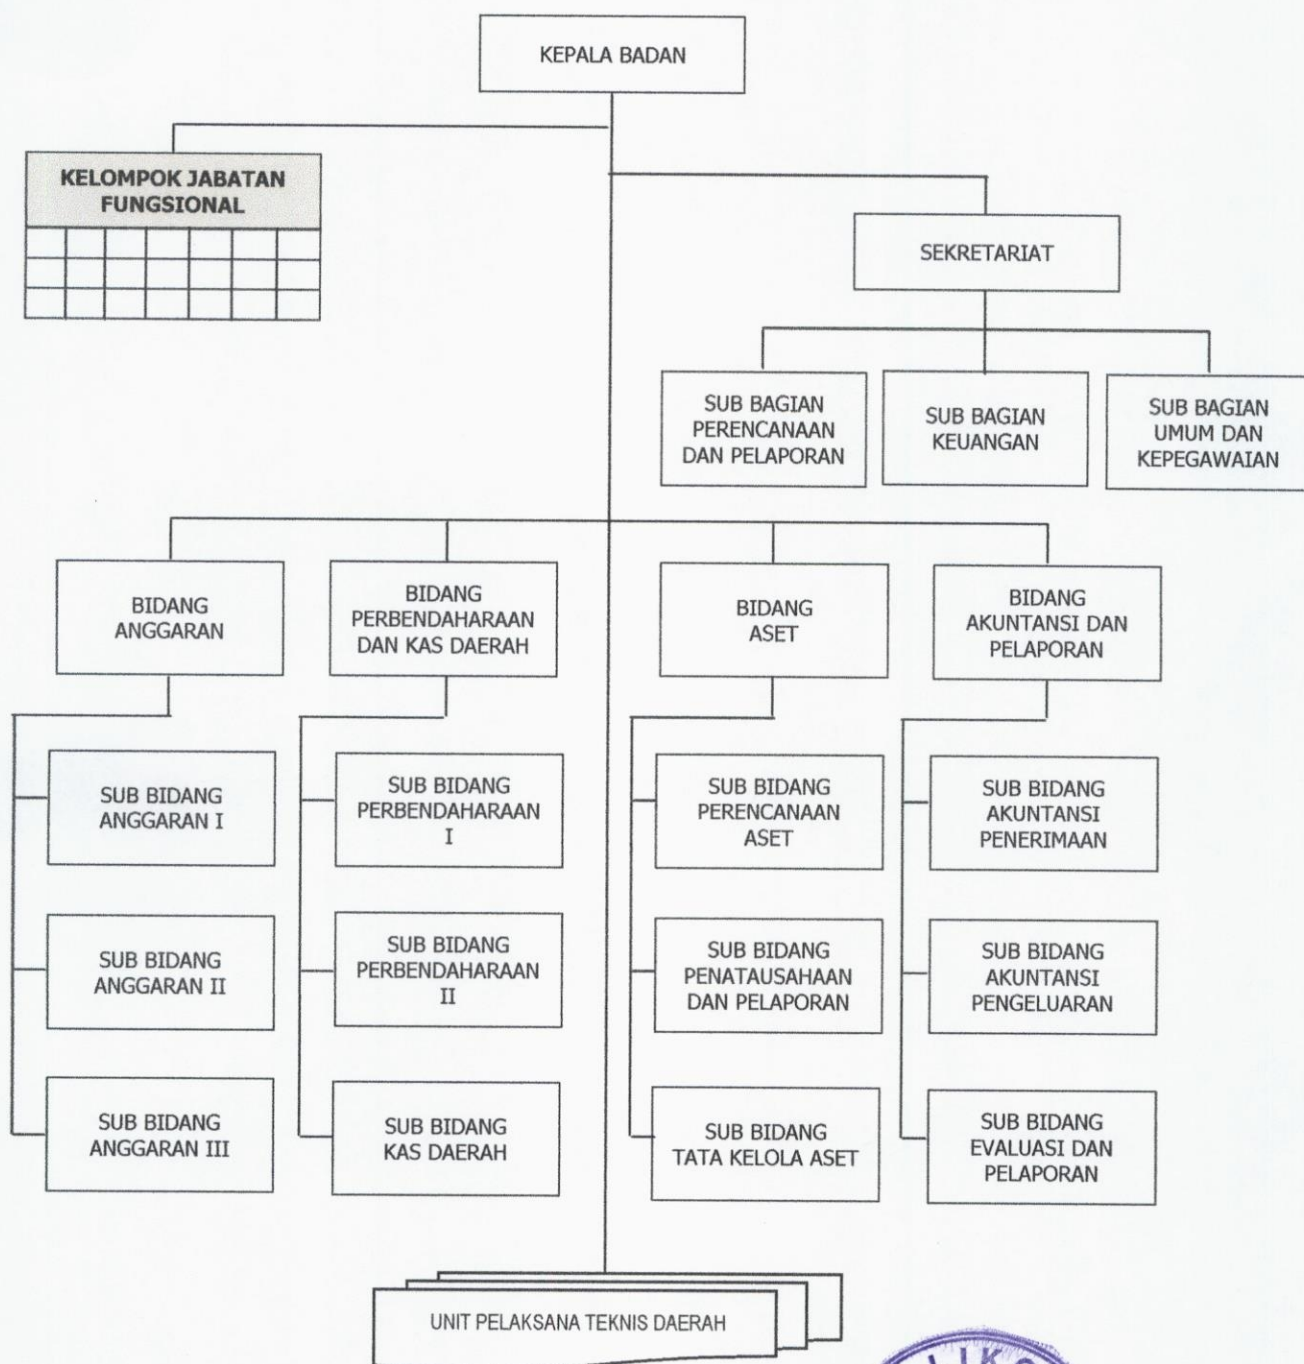 KEPALA BADAN
KELOMPOK JABATAN
FUNGSIONAL
SEKRETARIAT
SUB BAGIAN
PERENCANAAN
DAN PELAPORAN
SUB BAGIAN
KEUANGAN
SUB BAGIAN
UMUM DAN
KEPEGAWAIAN
BIDANG
ANGGARAN
BIDANG
PERBENDAHARAAN
DAN KAS DAERAH
BIDANG
ASET
BIDANG
AKUNTANSI DAN
PELAPORAN
SUB BIDANG
ANGGARAN I
SUB BIDANG
PERBENDAHARAAN
I
SUB BIDANG
PERENCANAAN
ASET
SUB BIDANG
AKUNTANSI
PENERIMAAN
SUB BIDANG
ANGGARAN II
SUB BIDANG
PERBENDAHARAAN
II
SUB BIDANG
PENATAUSAHAAN
DAN PELAPORAN
SUB BIDANG
AKUNTANSI
PENGELUARAN
SUB BIDANG
ANGGARAN III
SUB BIDANG
KAS DAERAH
SUB BIDANG
TATA KELOLA ASET
SUB BIDANG
EVALUASI DAN
PELAPORAN
UNIT PELAKSANA TEKNIS DAERAH